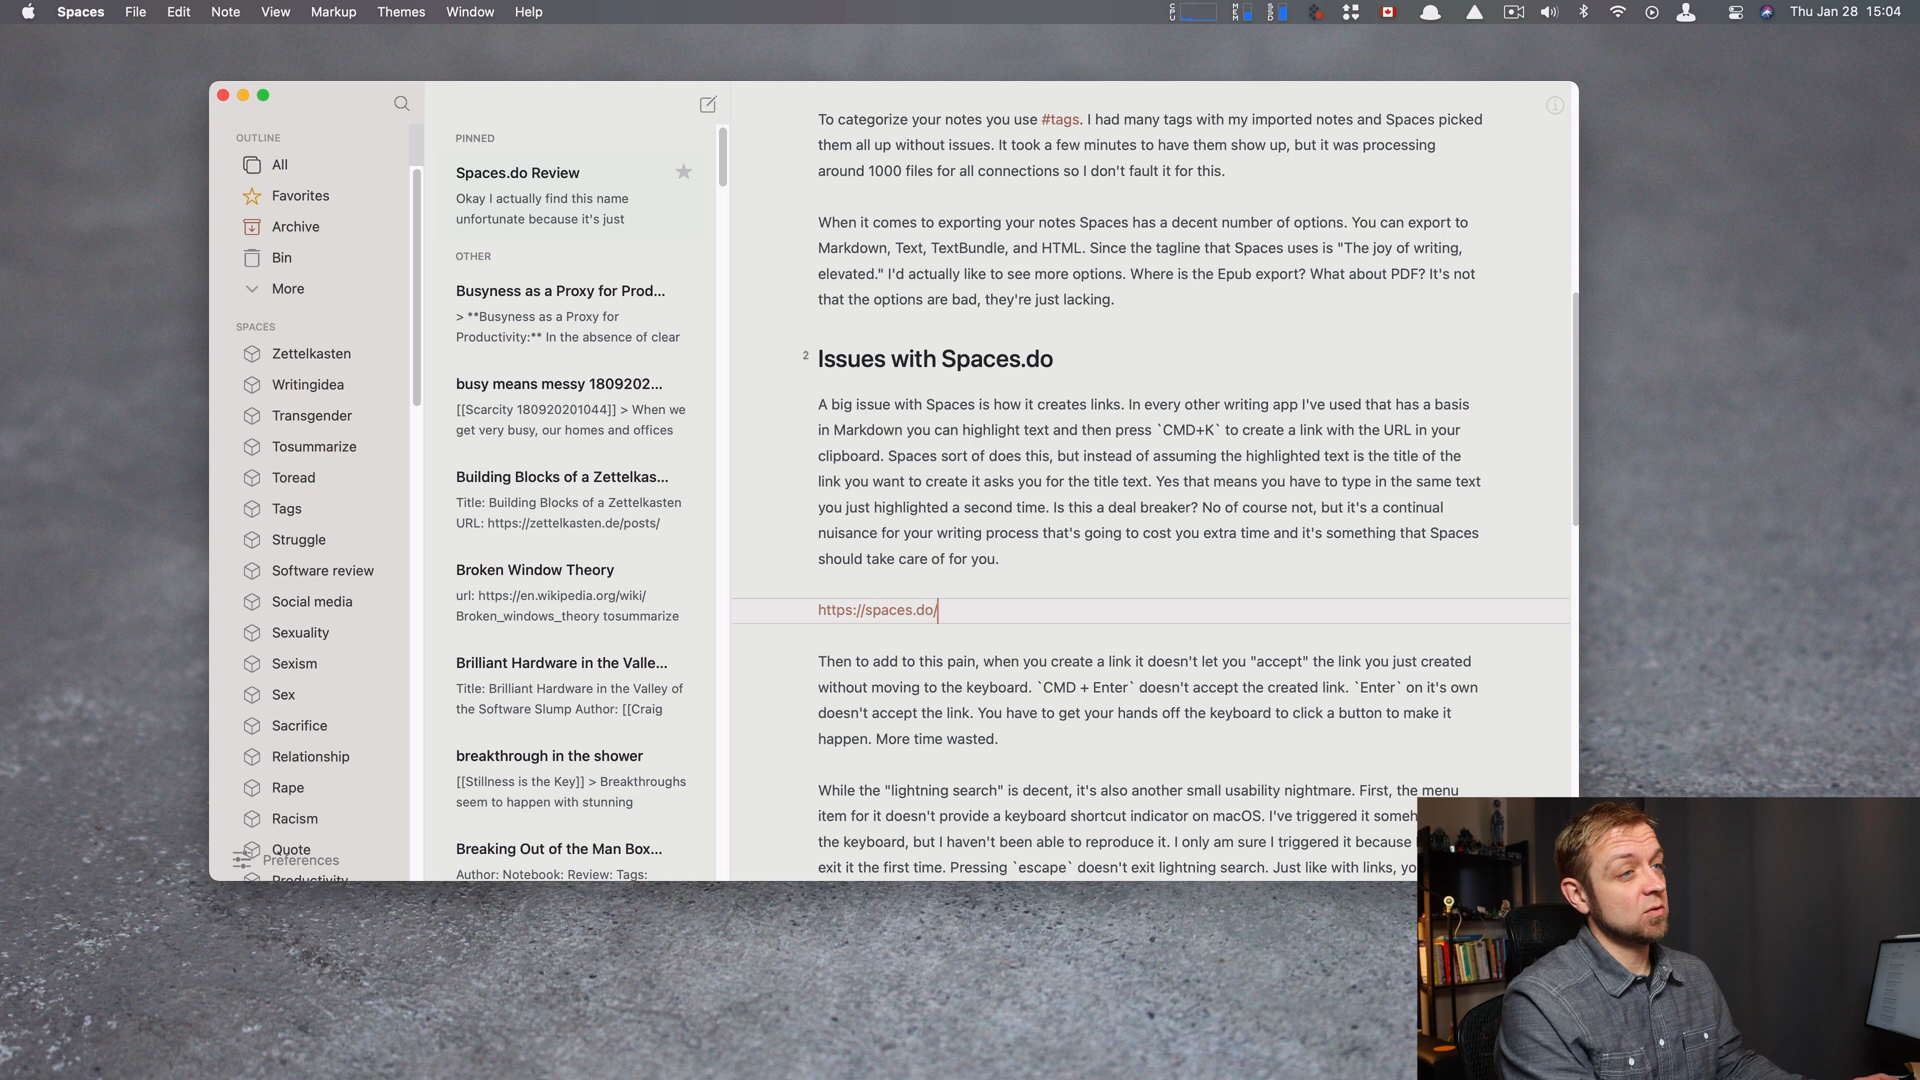 Spaces File Edit Note View Markup Themes Window Help
CPU MEM SSD Thu Jan 28 15:04
OUTLINE
All
Favorites
Archive
Bin
More
SPACES
Zettelkasten
Writingidea
Transgender
Tosummarize
Toread
Tags
Struggle
Software review
Social media
Sexuality
Sexism
Sex
Sacrifice
Relationship
Rape
Racism
Quote
Preferences
Productivity
PINNED
Spaces.do Review
Okay I actually find this name
unfortunate because it's just
OTHER
Busyness as a Proxy for Prod...
> **Busyness as a Proxy for
Productivity:** In the absence of clear
busy means messy 1809202...
[[Scarcity 180920201044]] > When we
get very busy, our homes and offices
Building Blocks of a Zettelkas...
Title: Building Blocks of a Zettelkasten
URL: https://zettelkasten.de/posts/
Broken Window Theory
url: https://en.wikipedia.org/wiki/
Broken_windows_theory tosummarize
Brilliant Hardware in the Valle...
Title: Brilliant Hardware in the Valley of
the Software Slump Author: [[Craig
breakthrough in the shower
[[Stillness is the Key]] > Breakthroughs
seem to happen with stunning
Breaking Out of the Man Box...
Author: Notebook: Review: Tags:
To categorize your notes you use #tags. I had many tags with my imported notes and Spaces picked
them all up without issues. It took a few minutes to have them show up, but it was processing
around 1000 files for all connections so I don't fault it for this.
When it comes to exporting your notes Spaces has a decent number of options. You can export to
Markdown, Text, TextBundle, and HTML. Since the tagline that Spaces uses is "The joy of writing,
elevated." I'd actually like to see more options. Where is the Epub export? What about PDF? It's not
that the options are bad, they're just lacking.
2 Issues with Spaces.do
A big issue with Spaces is how it creates links. In every other writing app I've used that has a basis
in Markdown you can highlight text and then press `CMD+K` to create a link with the URL in your
clipboard. Spaces sort of does this, but instead of assuming the highlighted text is the title of the
link you want to create it asks you for the title text. Yes that means you have to type in the same text
you just highlighted a second time. Is this a deal breaker? No of course not, but it's a continual
nuisance for your writing process that's going to cost you extra time and it's something that Spaces
should take care of for you.
https://spaces.do/
Then to add to this pain, when you create a link it doesn't let you "accept" the link you just created
without moving to the keyboard. `CMD + Enter` doesn't accept the created link. `Enter` on it's own
doesn't accept the link. You have to get your hands off the keyboard to click a button to make it
happen. More time wasted.
While the "lightning search" is decent, it's also another small usability nightmare. First, the menu
item for it doesn't provide a keyboard shortcut indicator on macOS. I've triggered it someh
the keyboard, but I haven't been able to reproduce it. I only am sure I triggered it because
exit it the first time. Pressing `escape` doesn't exit lightning search. Just like with links, yo